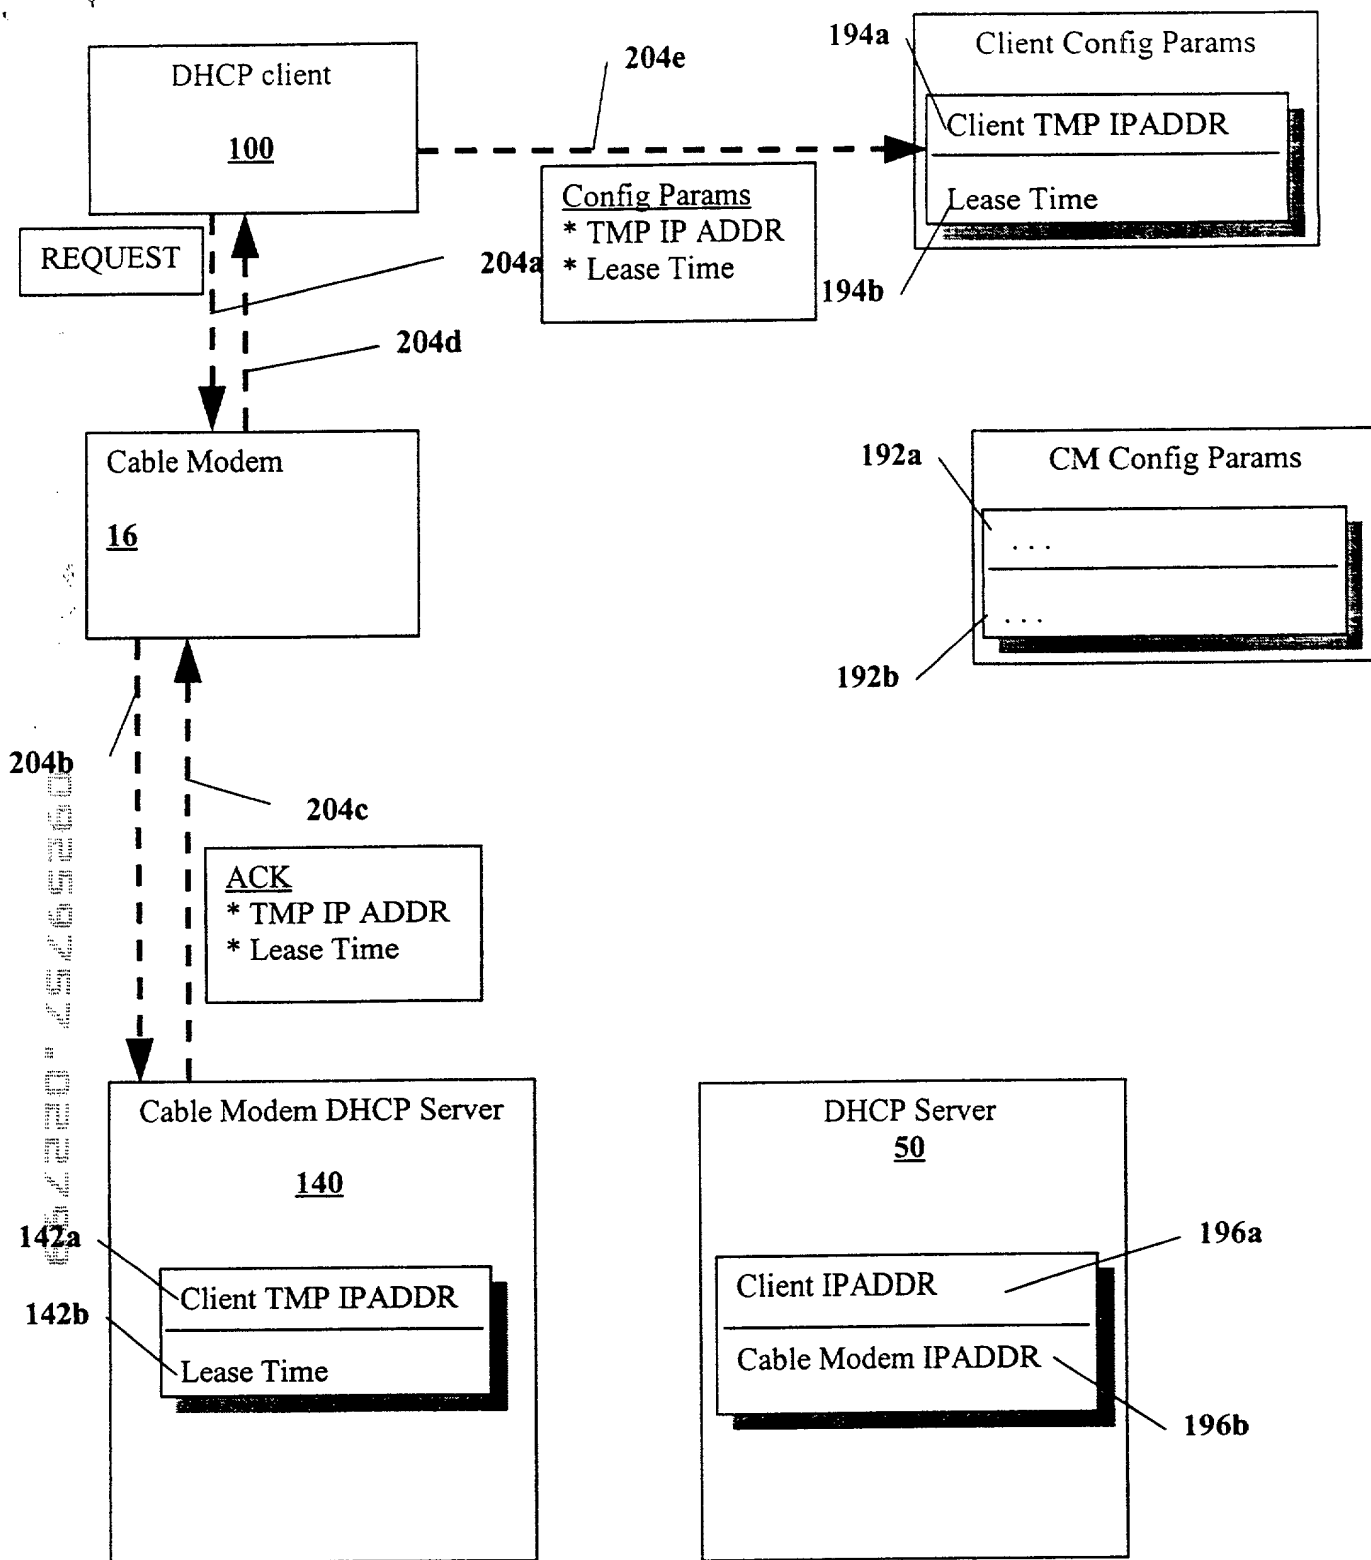 DHCP client
100
204e
194a
Client Config Params
Client TMP IPADDR
Lease Time
194b
Config Params
* TMP IP ADDR
* Lease Time
REQUEST
204a
204d
Cable Modem
16
192a
CM Config Params
. . .
. . .
192b
204b
204c
ACK
* TMP IP ADDR
* Lease Time
Cable Modem DHCP Server
140
142a
Client TMP IPADDR
142b
Lease Time
DHCP Server
50
196a
Client IPADDR
Cable Modem IPADDR
196b